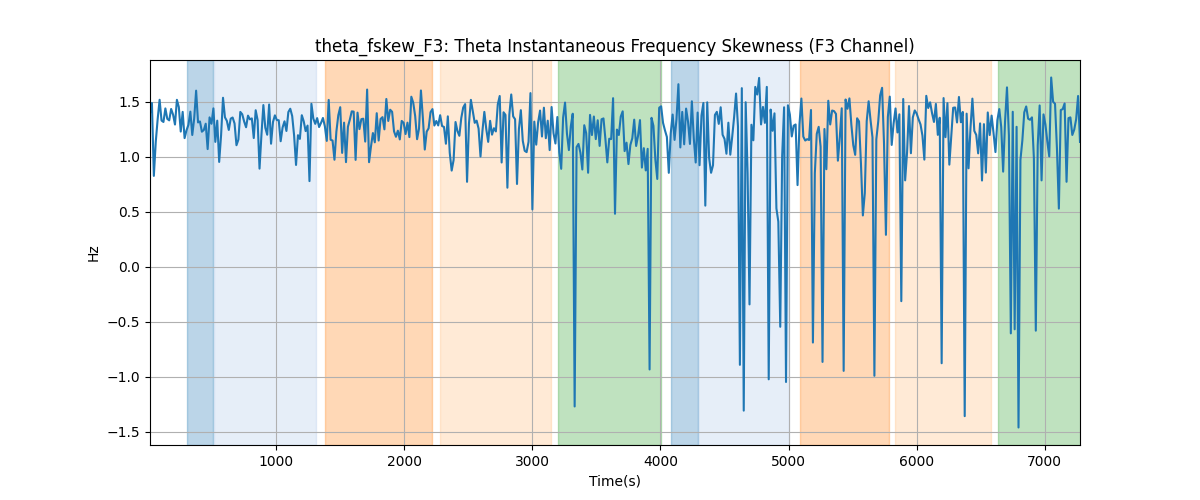 theta_fskew_F3: Theta Instantaneous Frequency Skewness (F3 Channel)
1.5
1.0
0.5
0.0
−0.5
−1.0
−1.5
Hz
1000 2000 3000 4000 5000 6000 7000
Time(s)